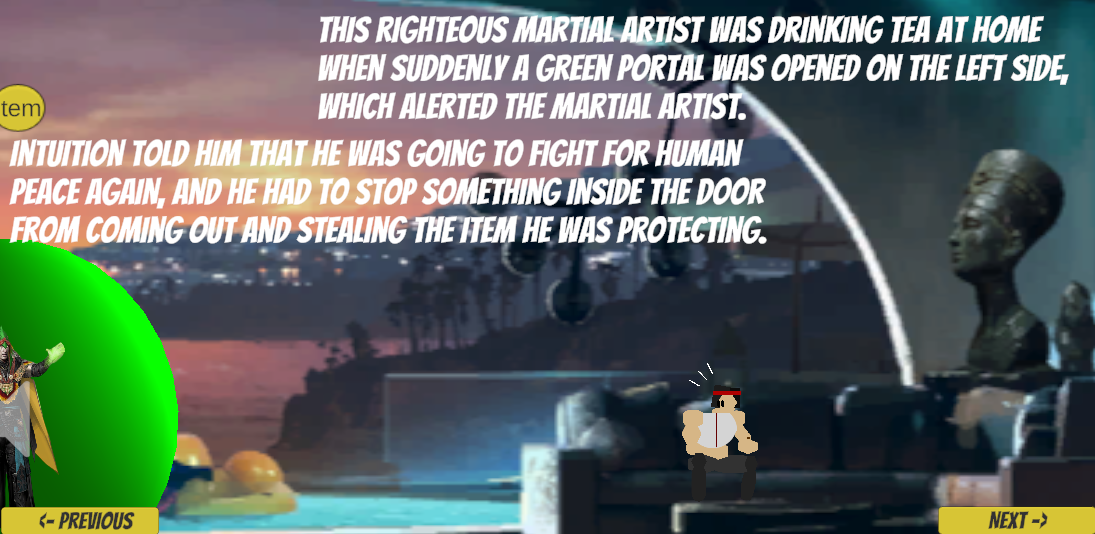 THIS RIGHTEOUS MARTIAL ARTIST WAS DRINKING TEA AT HOME
WHEN SUDDENLY A GREEN PORTAL WAS OPENED ON THE LEFT SIDE,
WHICH ALERTED THE MARTIAL ARTIST.
tem
INTUITION TOLD HIM THAT HE WAS GOING TO FIGHT FOR HUMAN
PEACE AGAIN, AND HE HAD TO STOP SOMETHING INSIDE THE DOOR
FROM COMING OUT AND STEALING THE ITEM HE WAS PROTECTING.
<- PREVIOUS
NEXT ->